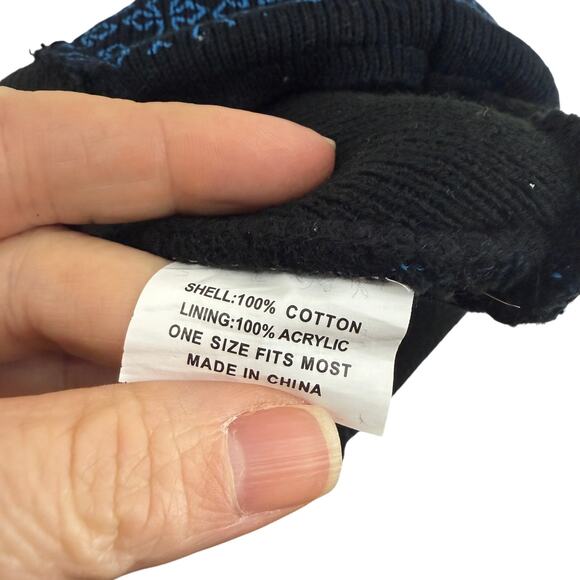 SHELL:100% COTTON
LINING:100% ACRYLIC
ONE SIZE FITS MOST
MADE IN CHINA